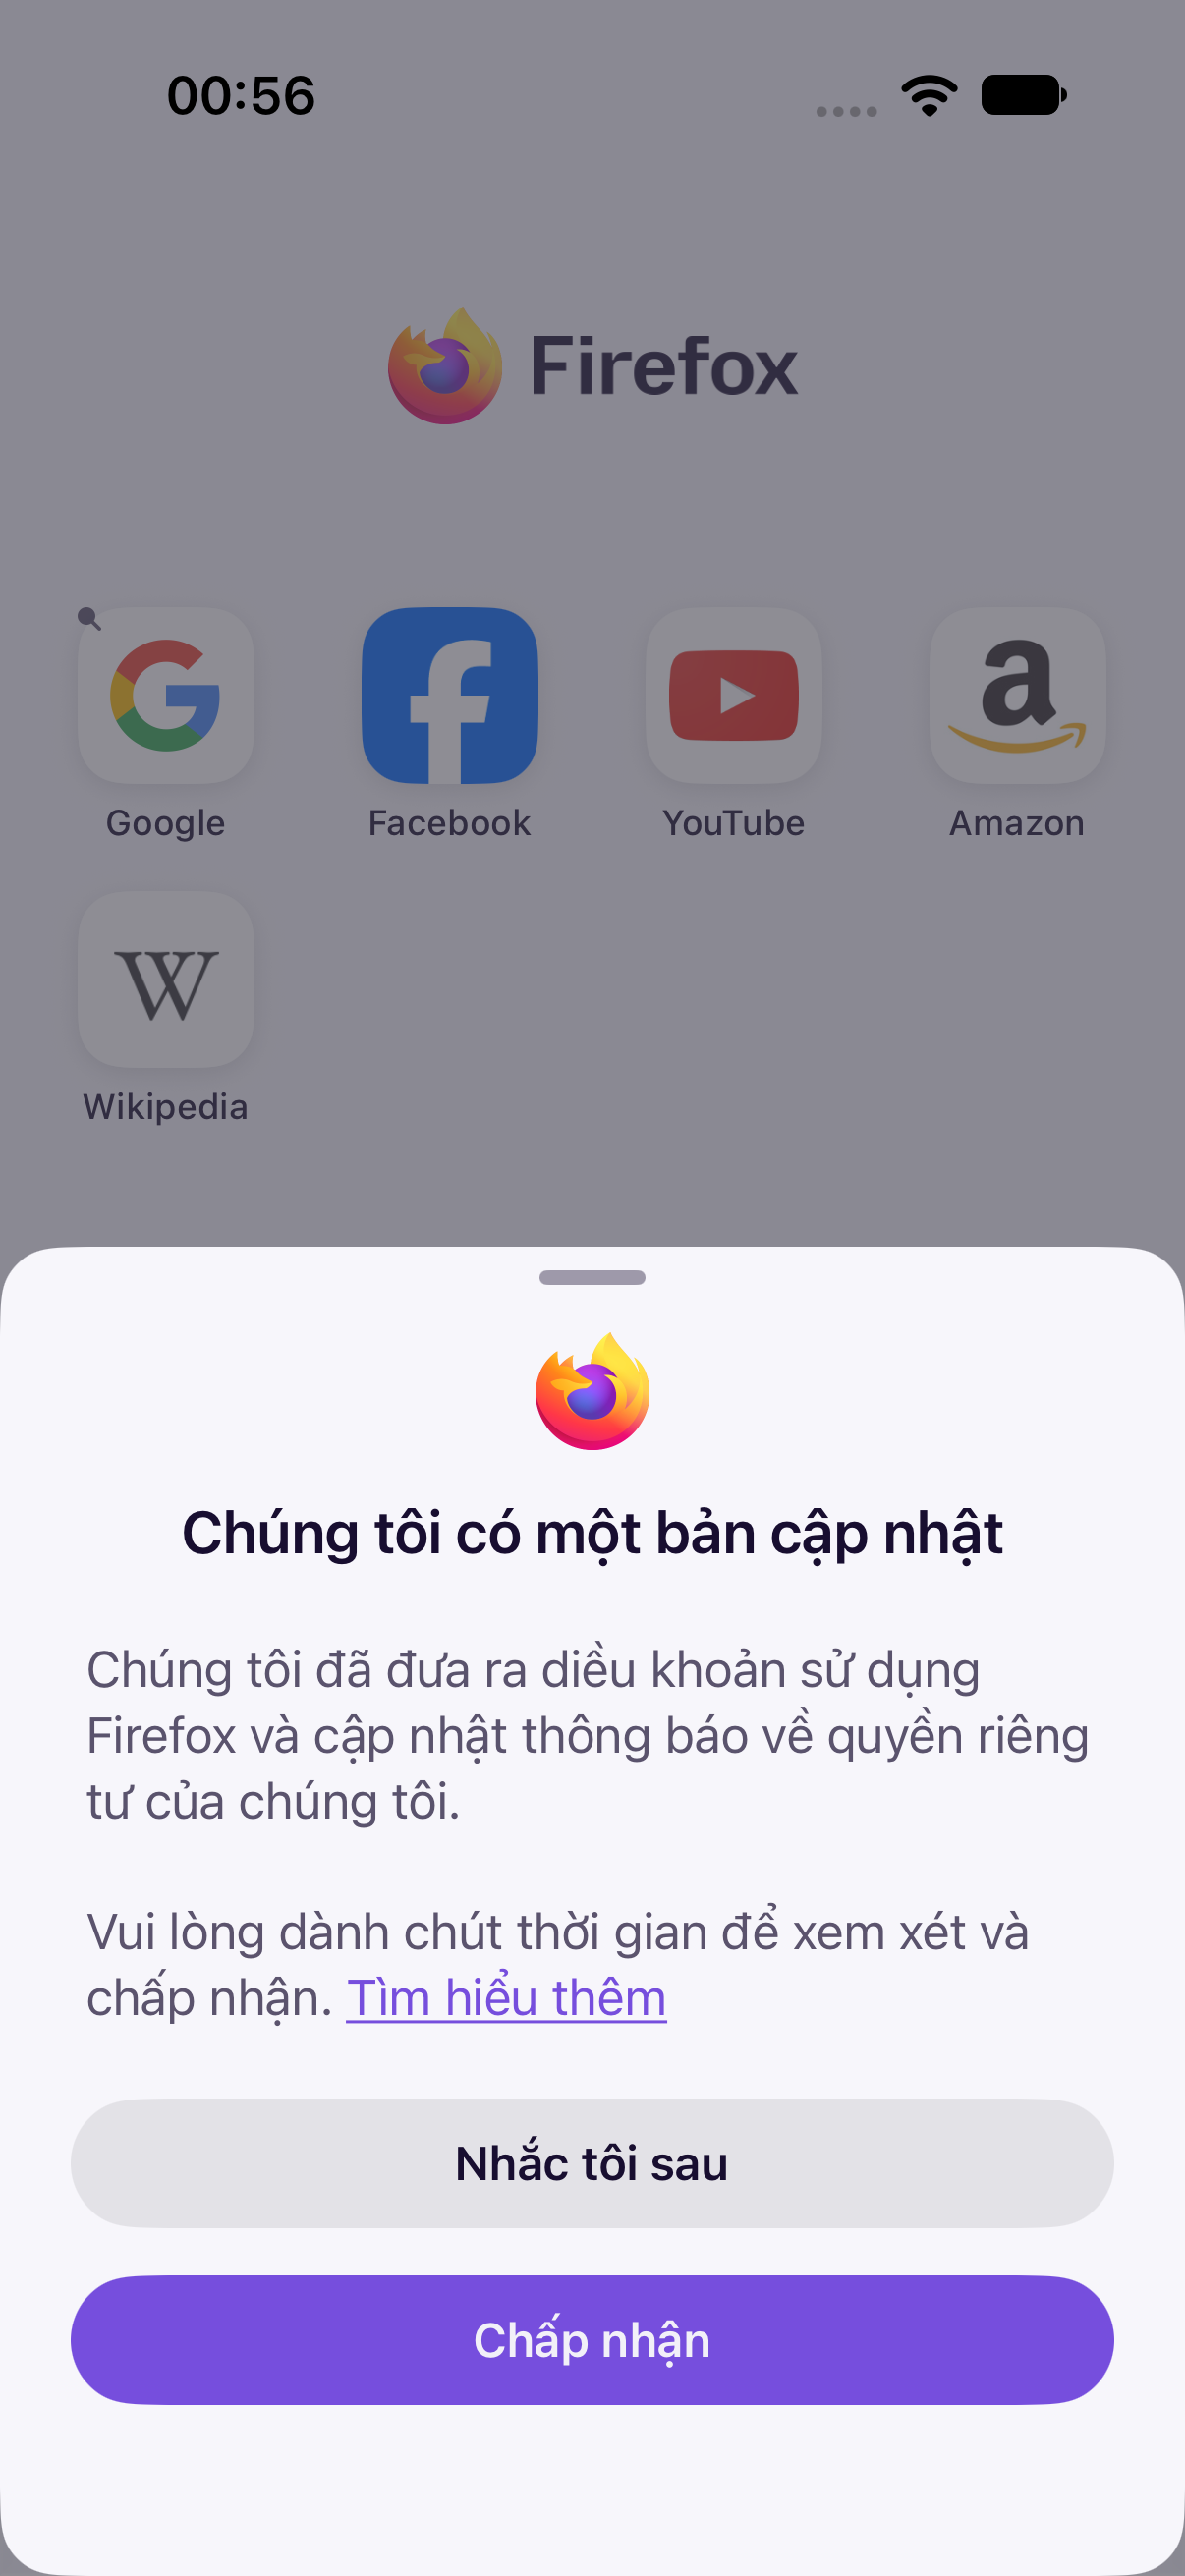 00:56
Firefox
Google
Facebook
YouTube
Amazon
Wikipedia
Chúng tôi có một bản cập nhật
Chúng tôi đã đưa ra diều khoản sử dụng
Firefox và cập nhật thông báo về quyền riêng
tư của chúng tôi.
Vui lòng dành chút thời gian để xem xét và
chấp nhận. Tìm hiểu thêm
Nhắc tôi sau
Chấp nhận